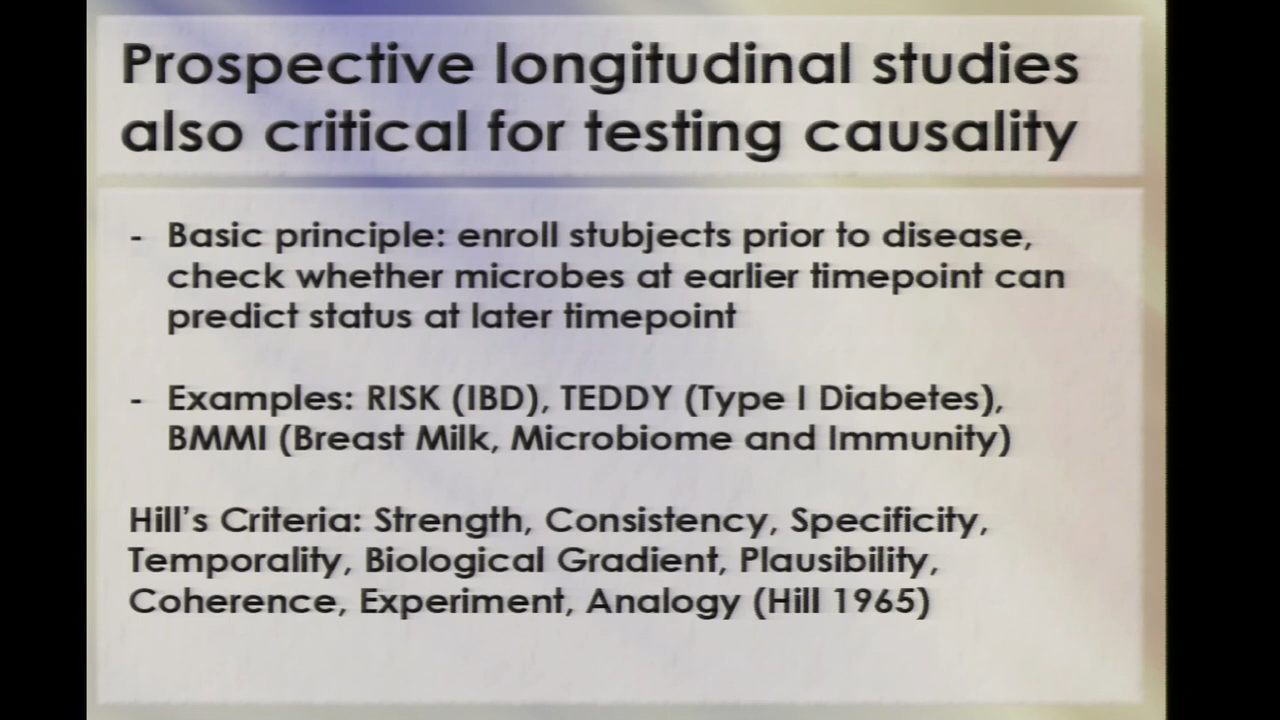 Prospective longitudinal studies
also critical for testing causality
- Basic principle: enroll stubjects prior to disease,
check whether microbes at earlier timepoint can
predict status at later timepoint
- Examples: RISK (IBD), TEDDY (Type I Diabetes),
BMMI (Breast Milk, Microbiome and Immunity)
Hill’s Criteria: Strength, Consistency, Specificity,
Temporality, Biological Gradient, Plausibility,
Coherence, Experiment, Analogy (Hill 1965)